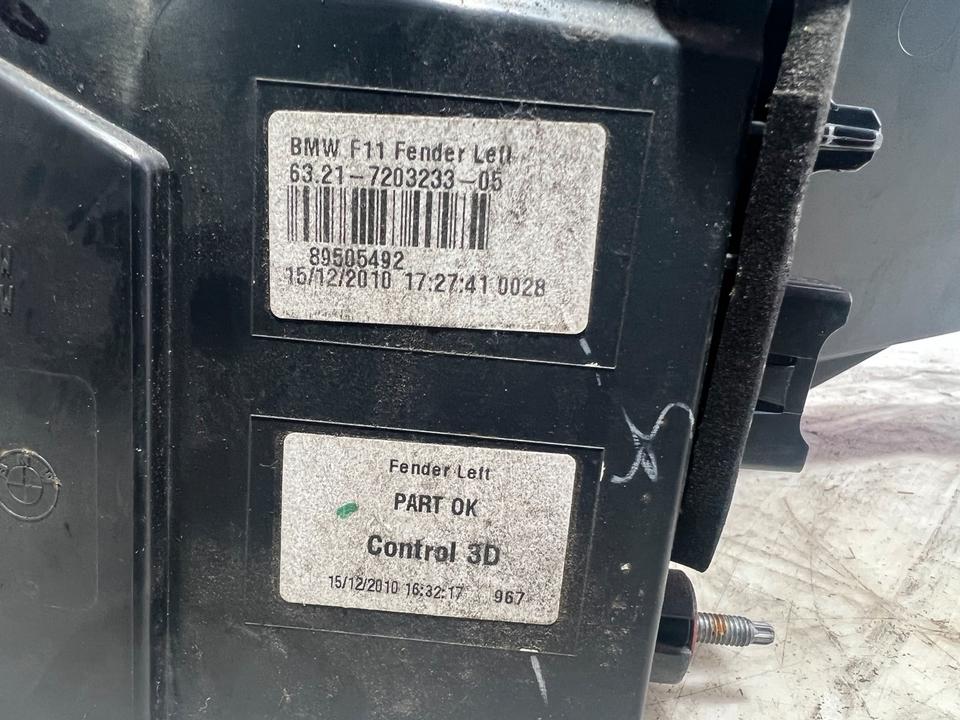 BMW F11 Fender Left
63.21-7203233-05
89505492
15/12/2010 17:27:41 0028
Fender Left
PART OK
Control 3D
15/12/2010 16:32:17 967